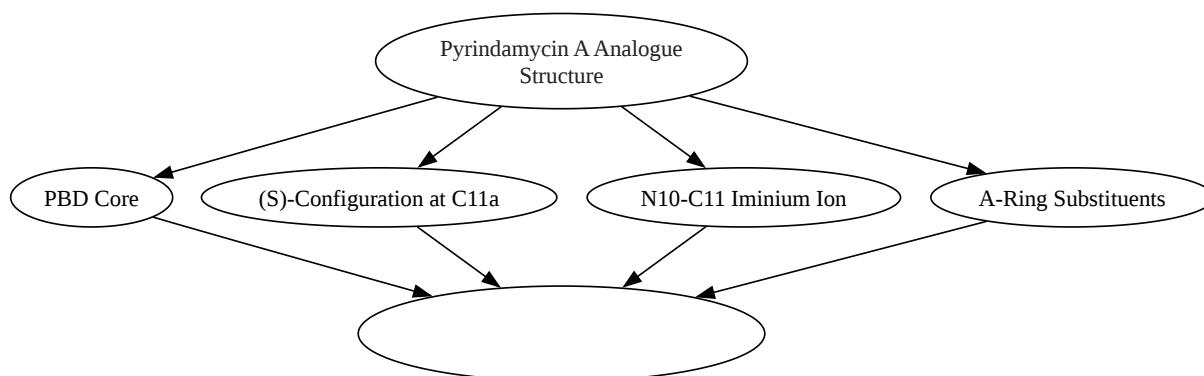 Pyrindamycin A Analogue
Structure
PBD Core
(S)-Configuration at C11a
N10-C11 Iminium Ion
A-Ring Substituents